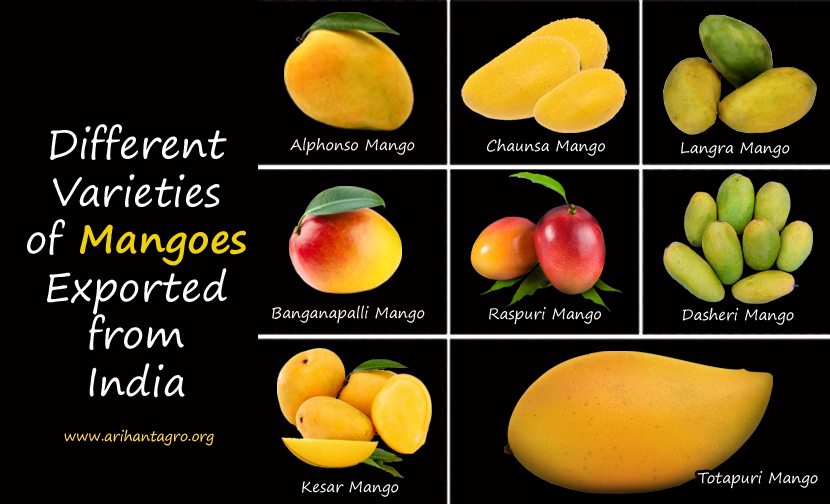 Different
Varieties
of Mangoes
Exported
from
India
www.arihantagro.org
Alphonso Mango
Chaunsa Mango
Langra Mango
Banganapalli Mango
Raspuri Mango
Dasheri Mango
Kesar Mango
Totapuri Mango